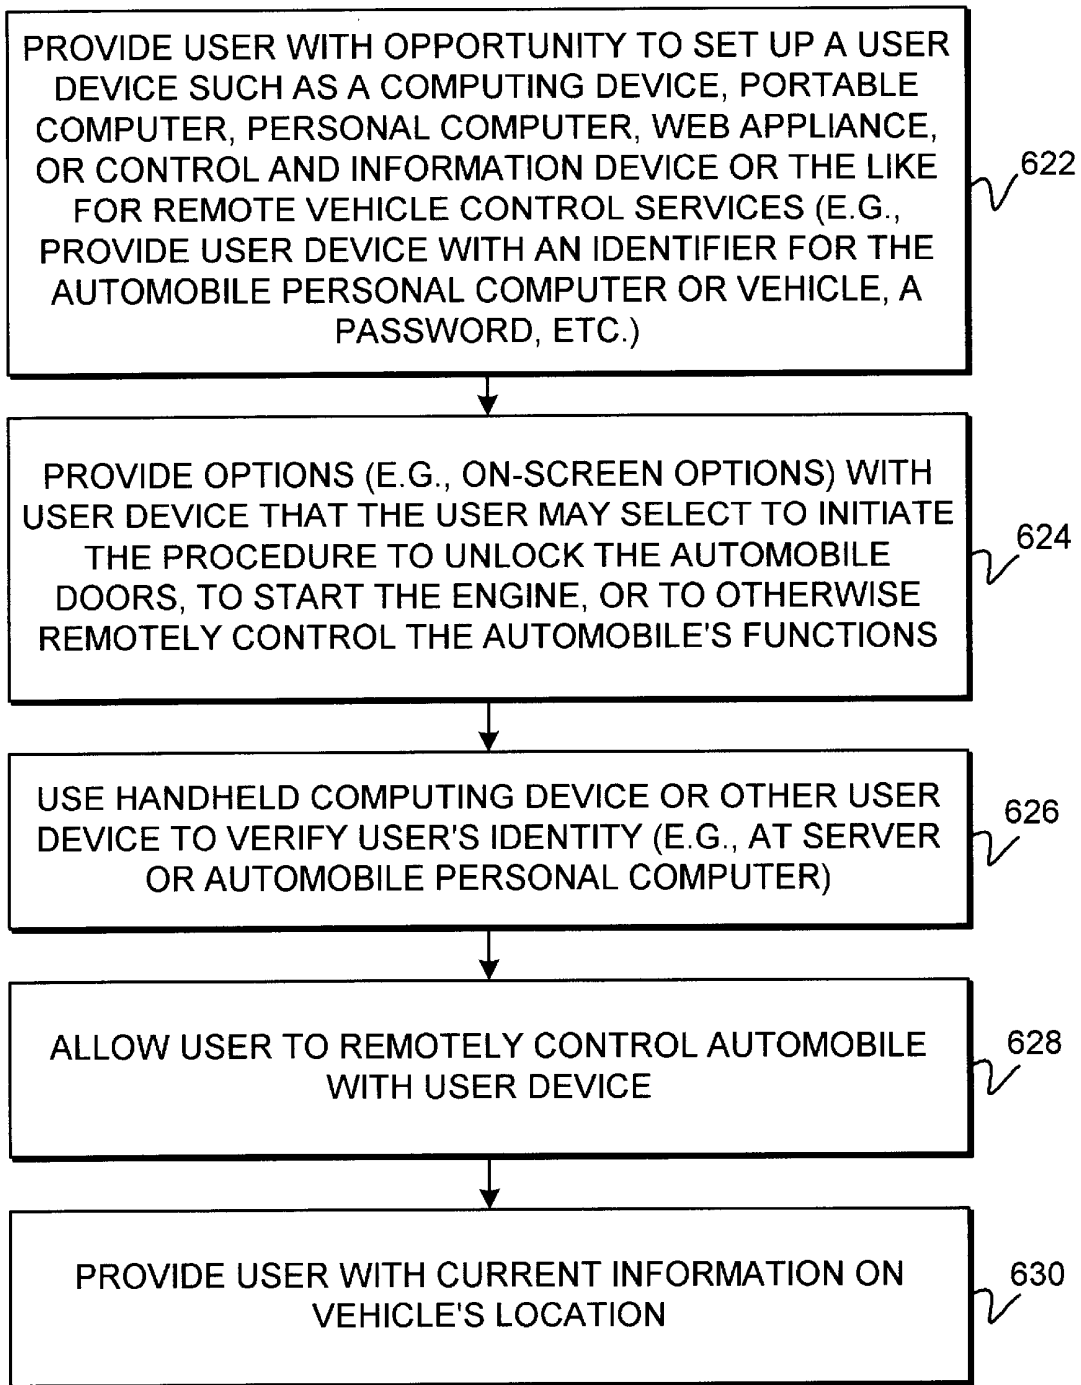 PROVIDE USER WITH OPPORTUNITY TO SET UP A USER
DEVICE SUCH AS A COMPUTING DEVICE, PORTABLE
COMPUTER, PERSONAL COMPUTER, WEB APPLIANCE,
OR CONTROL AND INFORMATION DEVICE OR THE LIKE
FOR REMOTE VEHICLE CONTROL SERVICES (E.G.,
PROVIDE USER DEVICE WITH AN IDENTIFIER FOR THE
AUTOMOBILE PERSONAL COMPUTER OR VEHICLE, A
PASSWORD, ETC.)
622
PROVIDE OPTIONS (E.G., ON-SCREEN OPTIONS) WITH
USER DEVICE THAT THE USER MAY SELECT TO INITIATE
THE PROCEDURE TO UNLOCK THE AUTOMOBILE
DOORS, TO START THE ENGINE, OR TO OTHERWISE
REMOTELY CONTROL THE AUTOMOBILE'S FUNCTIONS
624
USE HANDHELD COMPUTING DEVICE OR OTHER USER
DEVICE TO VERIFY USER'S IDENTITY (E.G., AT SERVER
OR AUTOMOBILE PERSONAL COMPUTER)
626
ALLOW USER TO REMOTELY CONTROL AUTOMOBILE
WITH USER DEVICE
628
PROVIDE USER WITH CURRENT INFORMATION ON
VEHICLE'S LOCATION
630